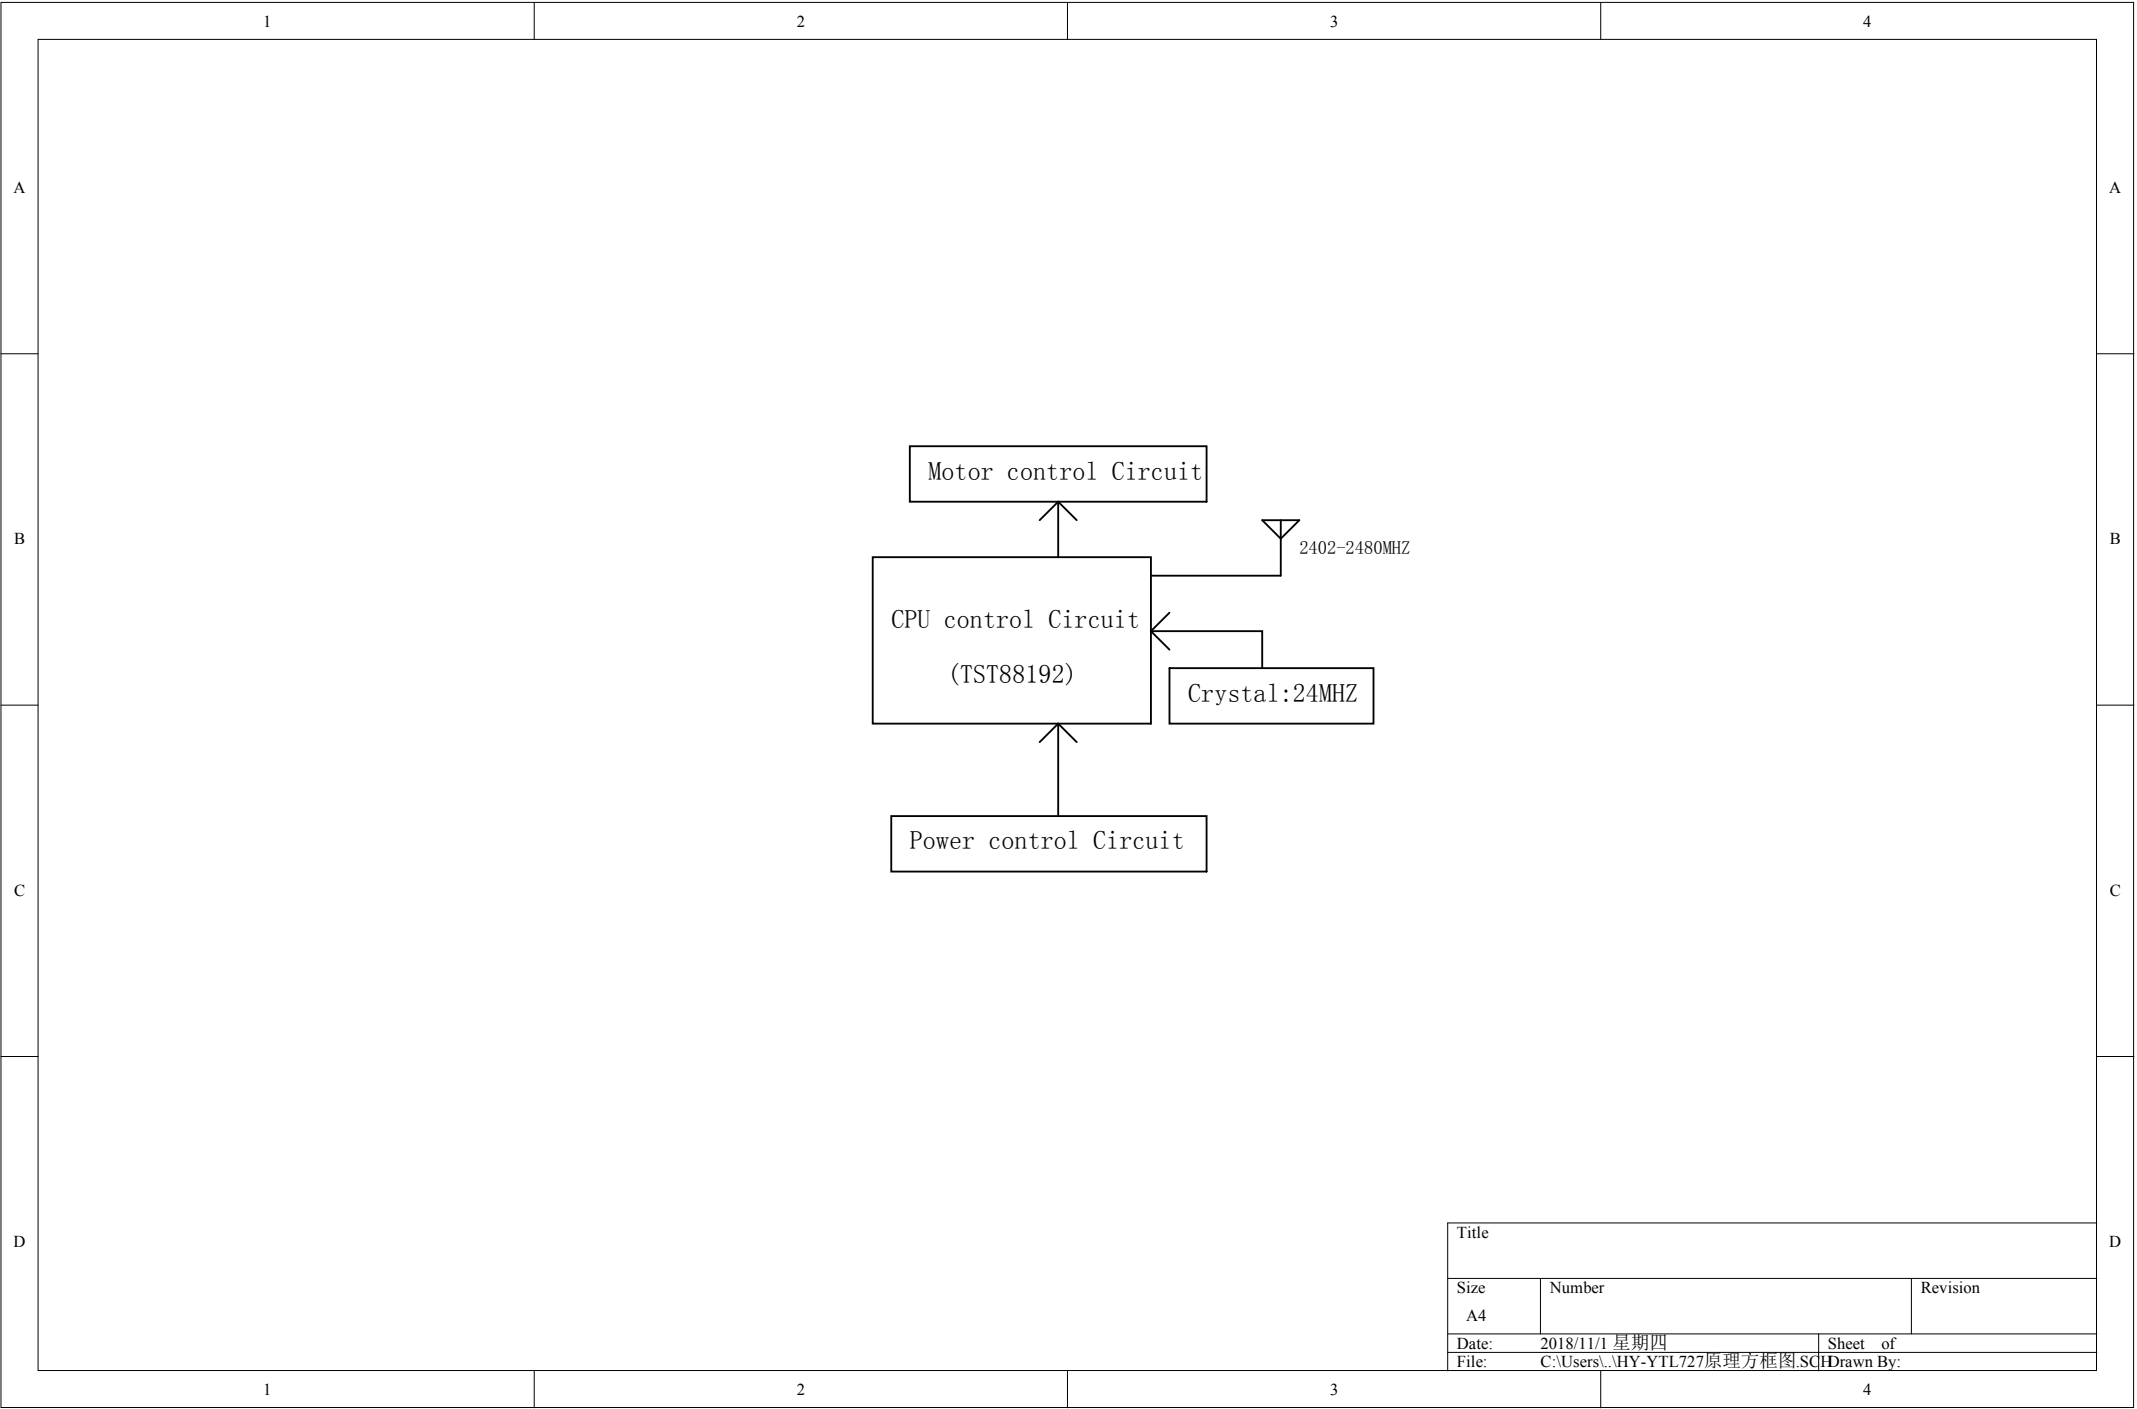 1 2 3 4
A A
Motor control Circuit
B B
2402-2480MHZ
CPU control Circuit
(TST88192)
Crystal:24MHZ
Power control Circuit
C C
Title
D D
Size Number Revision
A4
Date: 2018/11/1 星期四 Sheet of
File: C:\Users\..\HY-YTL727原理方框图.SCH Drawn By:
1 2 3 4